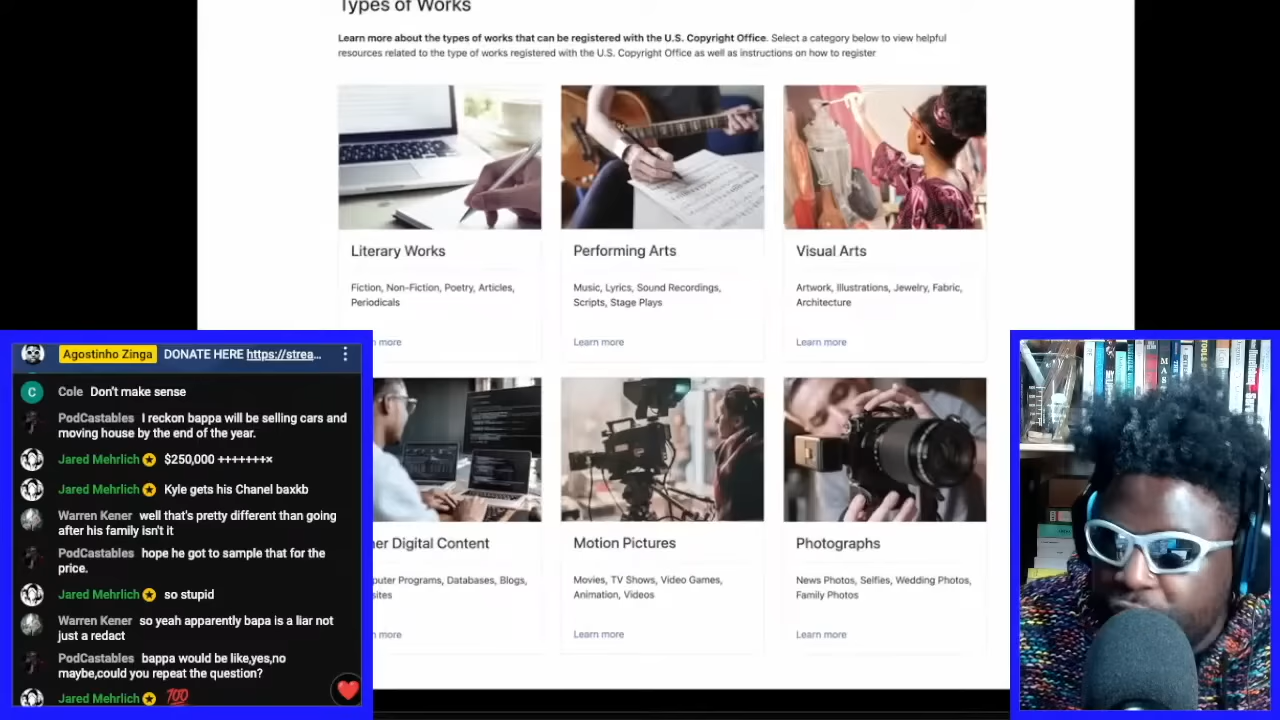 Types of Works
Learn more about the types of works that can be registered with the U.S. Copyright Office. Select a category below to view helpful
resources related to the type of works registered with the U.S. Copyright Office as well as instructions on how to register
Literary Works
Fiction, Non-Fiction, Poetry, Articles,
Periodicals
Performing Arts
Music, Lyrics, Sound Recordings,
Scripts, Stage Plays
Learn more
Visual Arts
Artwork, Illustrations, Jewelry, Fabric,
Architecture
Learn more
more
Digital Content
Programs, Databases, Blogs,
more
Motion Pictures
Movies, TV Shows, Video Games,
Animation, Videos
Learn more
Photographs
News Photos, Selfies, Wedding Photos,
Family Photos
Learn more
Agostinho Zinga DONATE HERE https://strea...
C Cole Don't make sense
PodCastables I reckon bappa will be selling cars and
moving house by the end of the year.
Jared Mehrlich $250,000 +++++++×
Jared Mehrlich Kyle gets his Chanel baxkb
Warren Kener well that's pretty different than going
after his family isn't it
PodCastables hope he got to sample that for the
price.
Jared Mehrlich so stupid
Warren Kener so yeah apparently bapa is a liar not
just a redact
PodCastables bappa would be like,yes,no
maybe,could you repeat the question?
Jared Mehrlich 💯